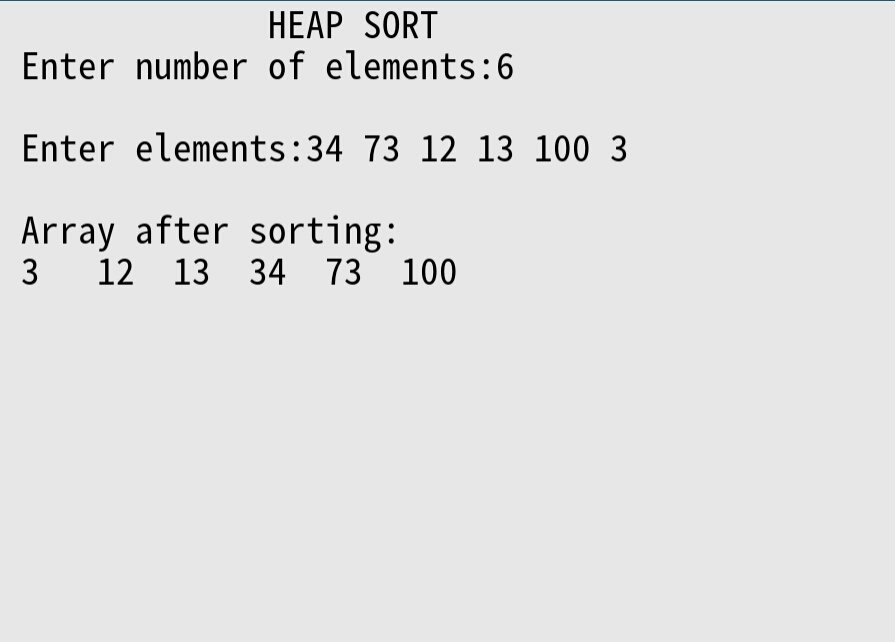 HEAP SORT
Enter number of elements:6
Enter elements:34 73 12 13 100 3
Array after sorting:
3   12  13  34  73  100